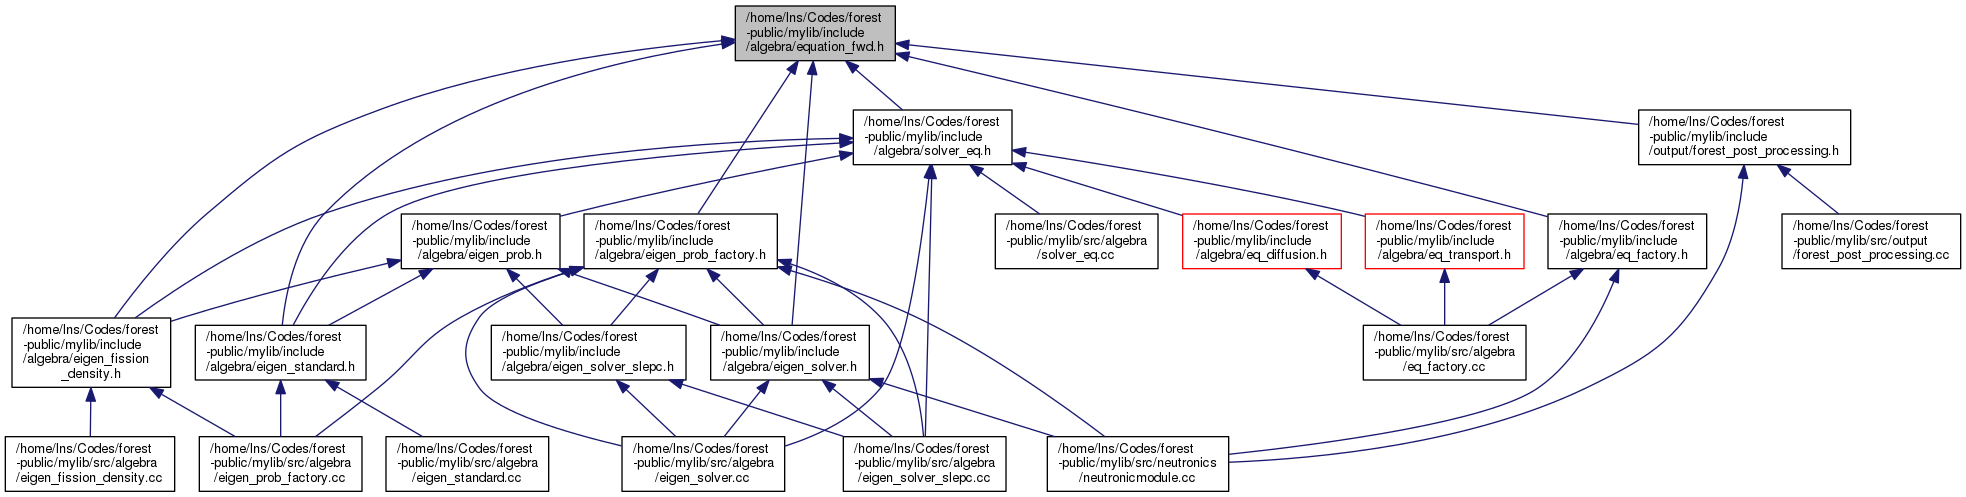 /home/lns/Codes/forest
-public/mylib/include
/algebra/equation_fwd.h
/home/lns/Codes/forest
-public/mylib/include
/algebra/solver_eq.h
/home/lns/Codes/forest
-public/mylib/include
/output/forest_post_processing.h
/home/lns/Codes/forest
-public/mylib/include
/algebra/eigen_prob.h
/home/lns/Codes/forest
-public/mylib/include
/algebra/eigen_prob_factory.h
/home/lns/Codes/forest
-public/mylib/src/algebra
/solver_eq.cc
/home/lns/Codes/forest
-public/mylib/include
/algebra/eq_diffusion.h
/home/lns/Codes/forest
-public/mylib/include
/algebra/eq_transport.h
/home/lns/Codes/forest
-public/mylib/include
/algebra/eq_factory.h
/home/lns/Codes/forest
-public/mylib/src/output
/forest_post_processing.cc
/home/lns/Codes/forest
-public/mylib/include
/algebra/eigen_fission
_density.h
/home/lns/Codes/forest
-public/mylib/include
/algebra/eigen_standard.h
/home/lns/Codes/forest
-public/mylib/include
/algebra/eigen_solver_slepc.h
/home/lns/Codes/forest
-public/mylib/include
/algebra/eigen_solver.h
/home/lns/Codes/forest
-public/mylib/src/algebra
/eq_factory.cc
/home/lns/Codes/forest
-public/mylib/src/algebra
/eigen_fission_density.cc
/home/lns/Codes/forest
-public/mylib/src/algebra
/eigen_prob_factory.cc
/home/lns/Codes/forest
-public/mylib/src/algebra
/eigen_standard.cc
/home/lns/Codes/forest
-public/mylib/src/algebra
/eigen_solver.cc
/home/lns/Codes/forest
-public/mylib/src/algebra
/eigen_solver_slepc.cc
/home/lns/Codes/forest
-public/mylib/src/neutronics
/neutronicmodule.cc